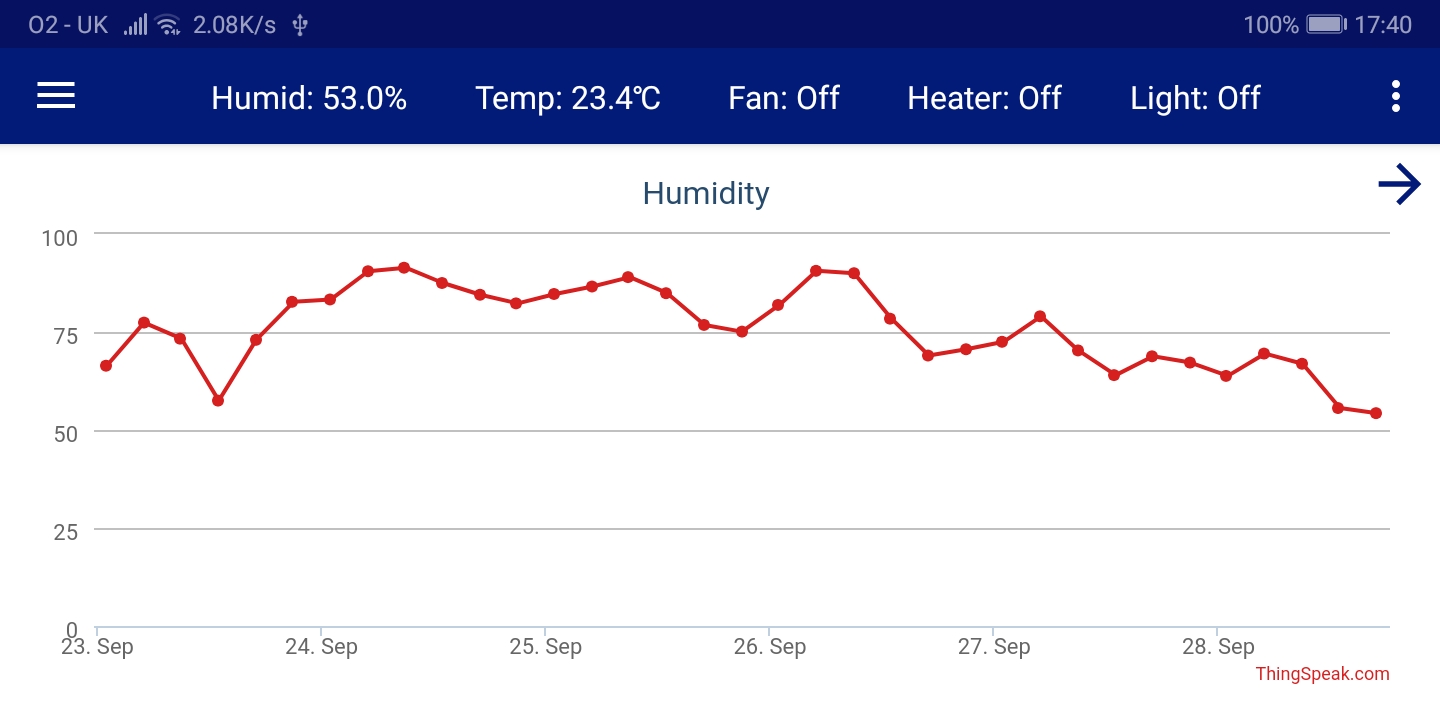 O2 - UK 2.08K/s 100% 17:40
Humid: 53.0% Temp: 23.4℃ Fan: Off Heater: Off Light: Off
Humidity
100
75
50
25
0
23. Sep 24. Sep 25. Sep 26. Sep 27. Sep 28. Sep
ThingSpeak.com